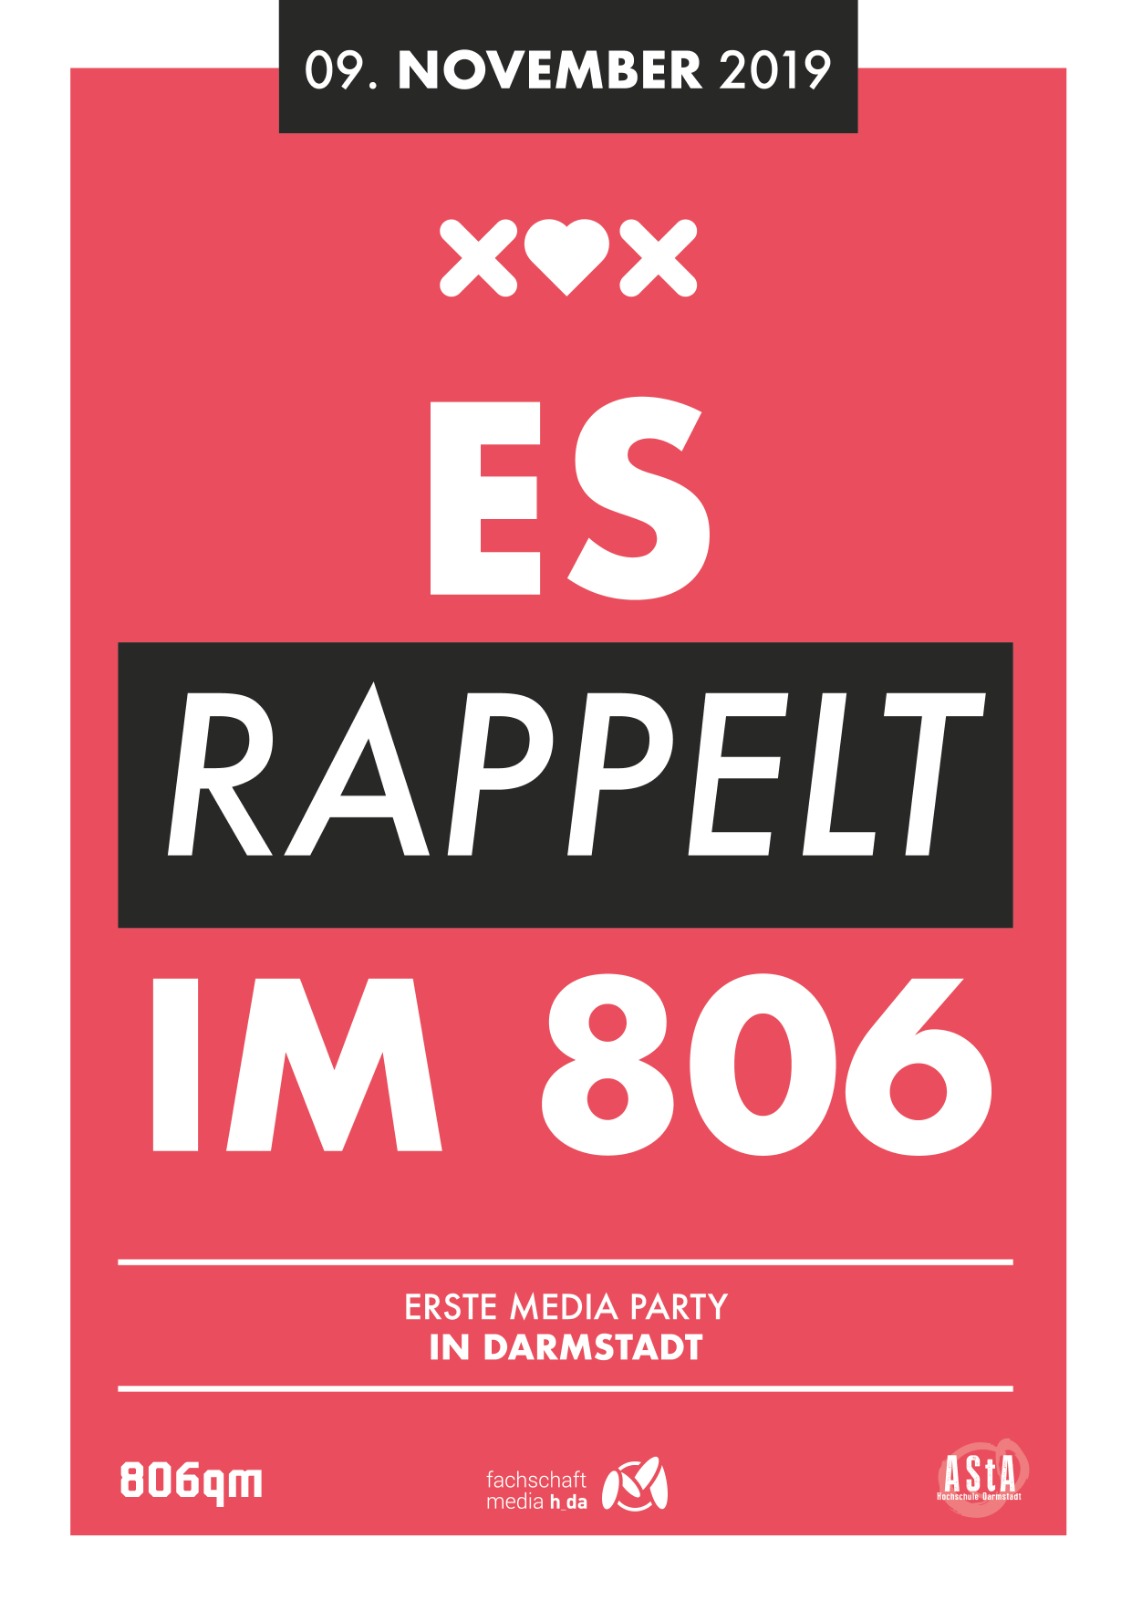 09. NOVEMBER 2019
X♥X
ES
RAPPELT
IM 806
ERSTE MEDIA PARTY
IN DARMSTADT
806qm
fachschaft
media h_da
AStA
Hochschule Darmstadt